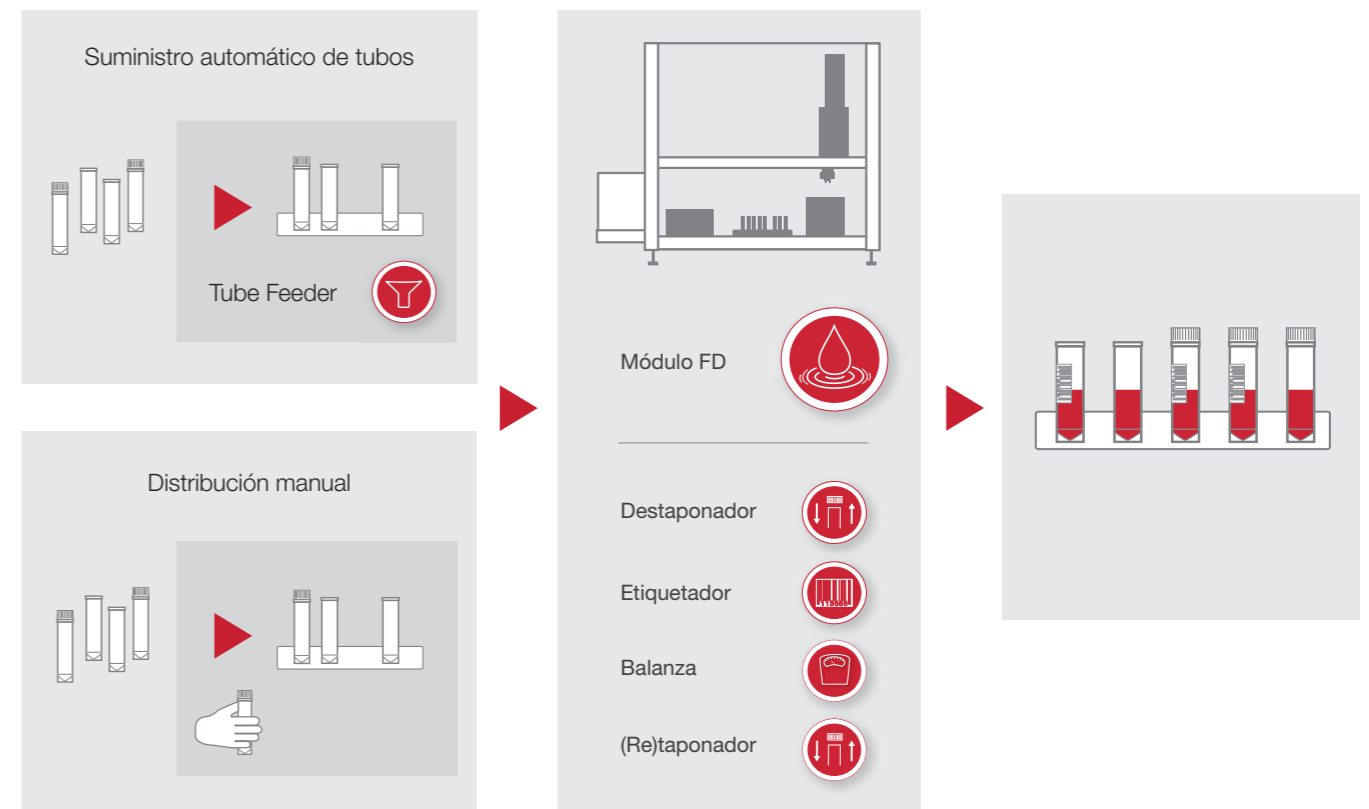 Suministro automático de tubos
Tube Feeder
Distribución manual
Módulo FD
Destaponador
Etiquetador
Balanza
(Re)taponador